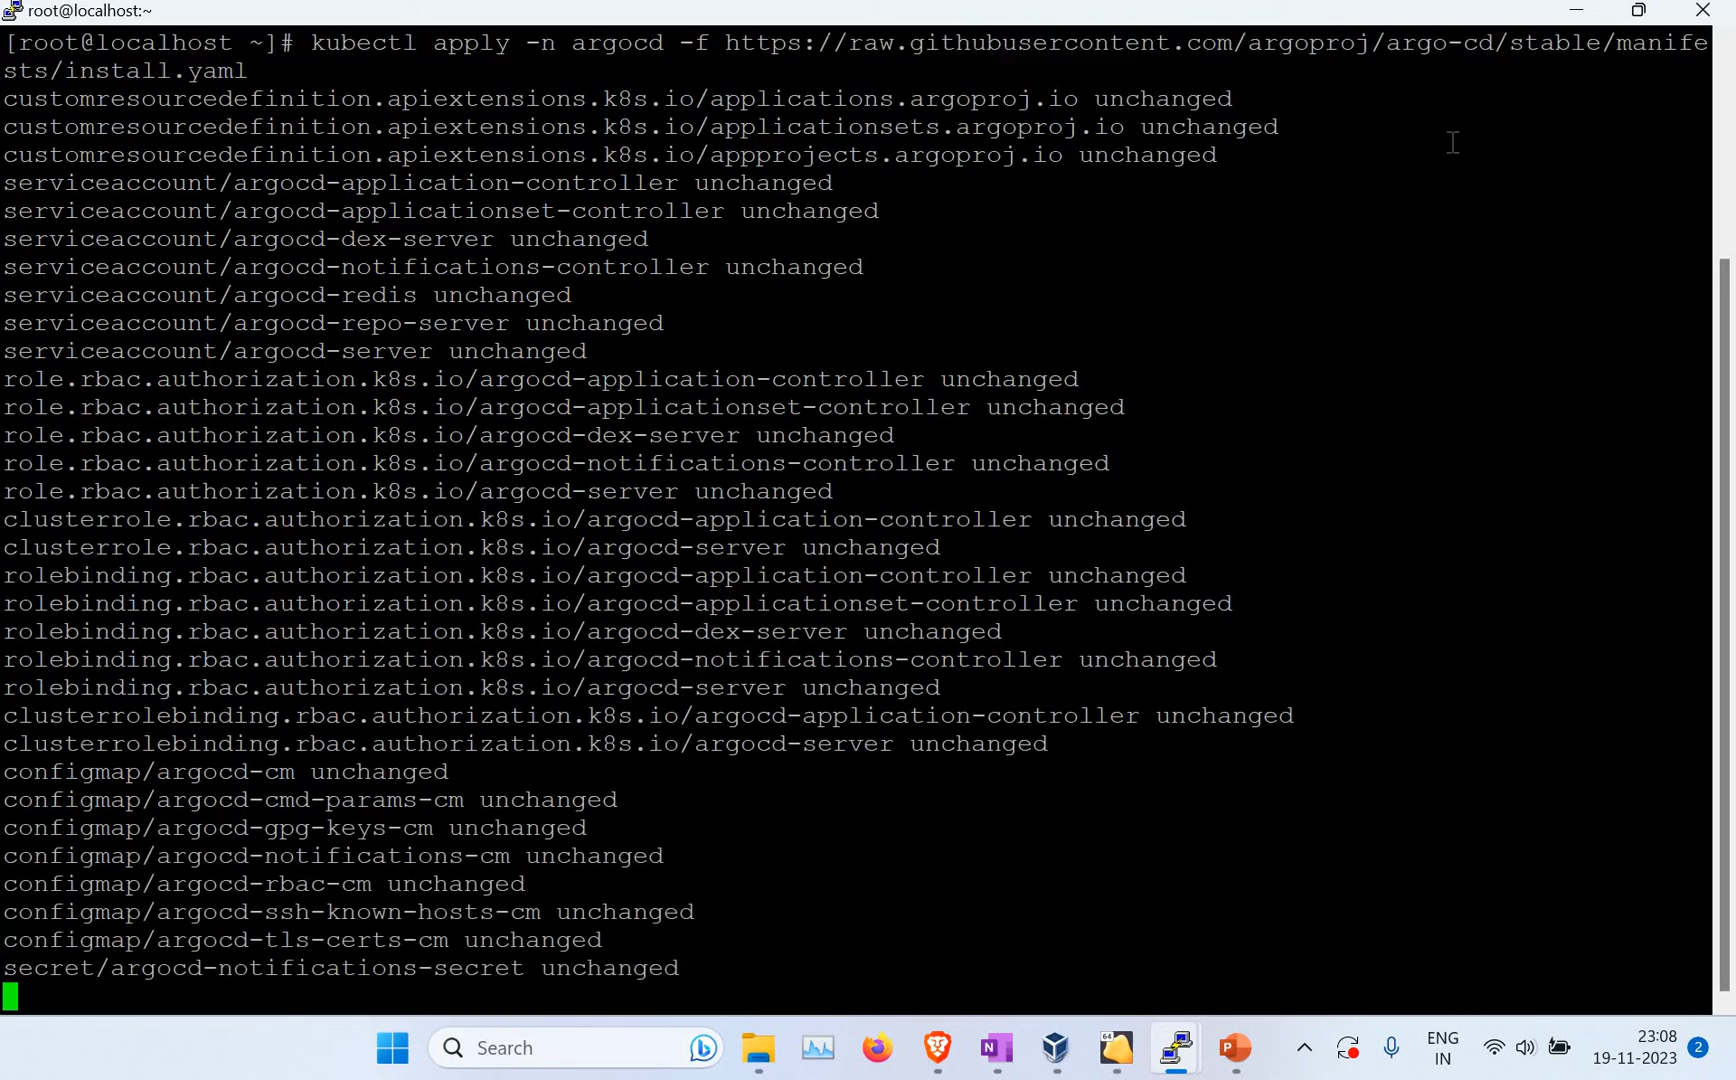 root@localhost:~
[root@localhost ~]# kubectl apply -n argocd -f https://raw.githubusercontent.com/argoproj/argo-cd/stable/manife
sts/install.yaml
customresourcedefinition.apiextensions.k8s.io/applications.argoproj.io unchanged
customresourcedefinition.apiextensions.k8s.io/applicationsets.argoproj.io unchanged
customresourcedefinition.apiextensions.k8s.io/appprojects.argoproj.io unchanged
serviceaccount/argocd-application-controller unchanged
serviceaccount/argocd-applicationset-controller unchanged
serviceaccount/argocd-dex-server unchanged
serviceaccount/argocd-notifications-controller unchanged
serviceaccount/argocd-redis unchanged
serviceaccount/argocd-repo-server unchanged
serviceaccount/argocd-server unchanged
role.rbac.authorization.k8s.io/argocd-application-controller unchanged
role.rbac.authorization.k8s.io/argocd-applicationset-controller unchanged
role.rbac.authorization.k8s.io/argocd-dex-server unchanged
role.rbac.authorization.k8s.io/argocd-notifications-controller unchanged
role.rbac.authorization.k8s.io/argocd-server unchanged
clusterrole.rbac.authorization.k8s.io/argocd-application-controller unchanged
clusterrole.rbac.authorization.k8s.io/argocd-server unchanged
rolebinding.rbac.authorization.k8s.io/argocd-application-controller unchanged
rolebinding.rbac.authorization.k8s.io/argocd-applicationset-controller unchanged
rolebinding.rbac.authorization.k8s.io/argocd-dex-server unchanged
rolebinding.rbac.authorization.k8s.io/argocd-notifications-controller unchanged
rolebinding.rbac.authorization.k8s.io/argocd-server unchanged
clusterrolebinding.rbac.authorization.k8s.io/argocd-application-controller unchanged
clusterrolebinding.rbac.authorization.k8s.io/argocd-server unchanged
configmap/argocd-cm unchanged
configmap/argocd-cmd-params-cm unchanged
configmap/argocd-gpg-keys-cm unchanged
configmap/argocd-notifications-cm unchanged
configmap/argocd-rbac-cm unchanged
configmap/argocd-ssh-known-hosts-cm unchanged
configmap/argocd-tls-certs-cm unchanged
secret/argocd-notifications-secret unchanged
Search
N
64
P
ENG
IN
23:08
19-11-2023
2